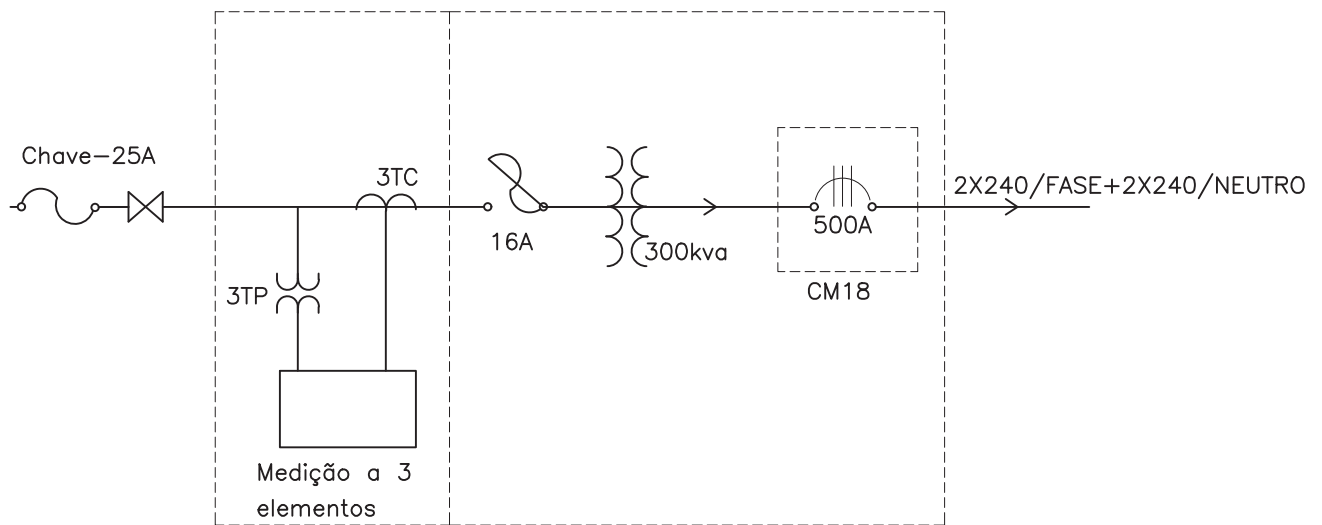 Chave-25A
3TC
3TP
Medição a 3
elementos
16A
300kva
500A
CM18
2X240/FASE+2X240/NEUTRO